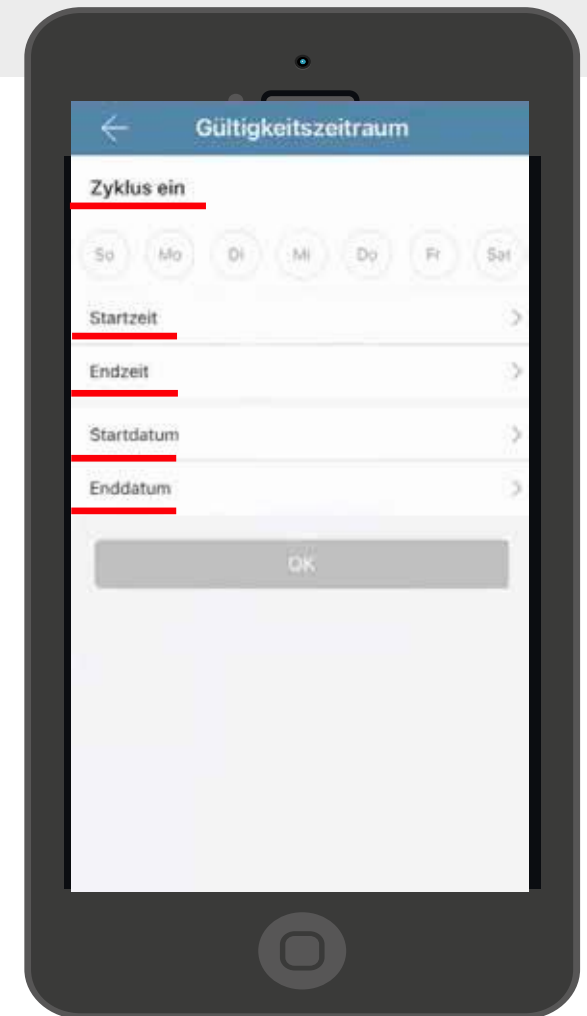 Gültigkeitszeitraum
Zyklus ein
So Mo Di Mi Do Fr Sat
Startzeit
Endzeit
Startdatum
Enddatum
OK